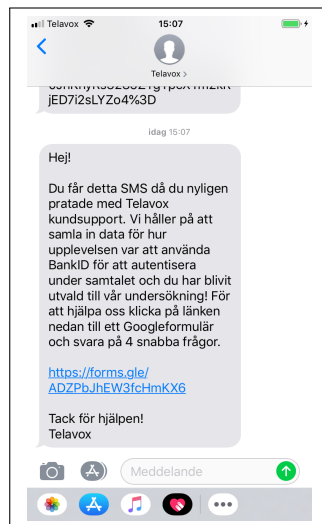 Telavox 15:07
Telavox >
jED7i2sLYZo4%3D
idag 15:07
Hej!
Du får detta SMS då du nyligen
pratade med Telavox
kundsupport. Vi håller på att
samla in data för hur
upplevelsen var att använda
BankID för att autentisera
under samtalet och du har blivit
utvald till vår undersökning! För
att hjälpa oss klicka på länken
nedan till ett Googleformulär
och svara på 4 snabba frågor.
https://forms.gle/
ADZPbJhEW3fcHmKX6
Tack för hjälpen!
Telavox
Meddelande